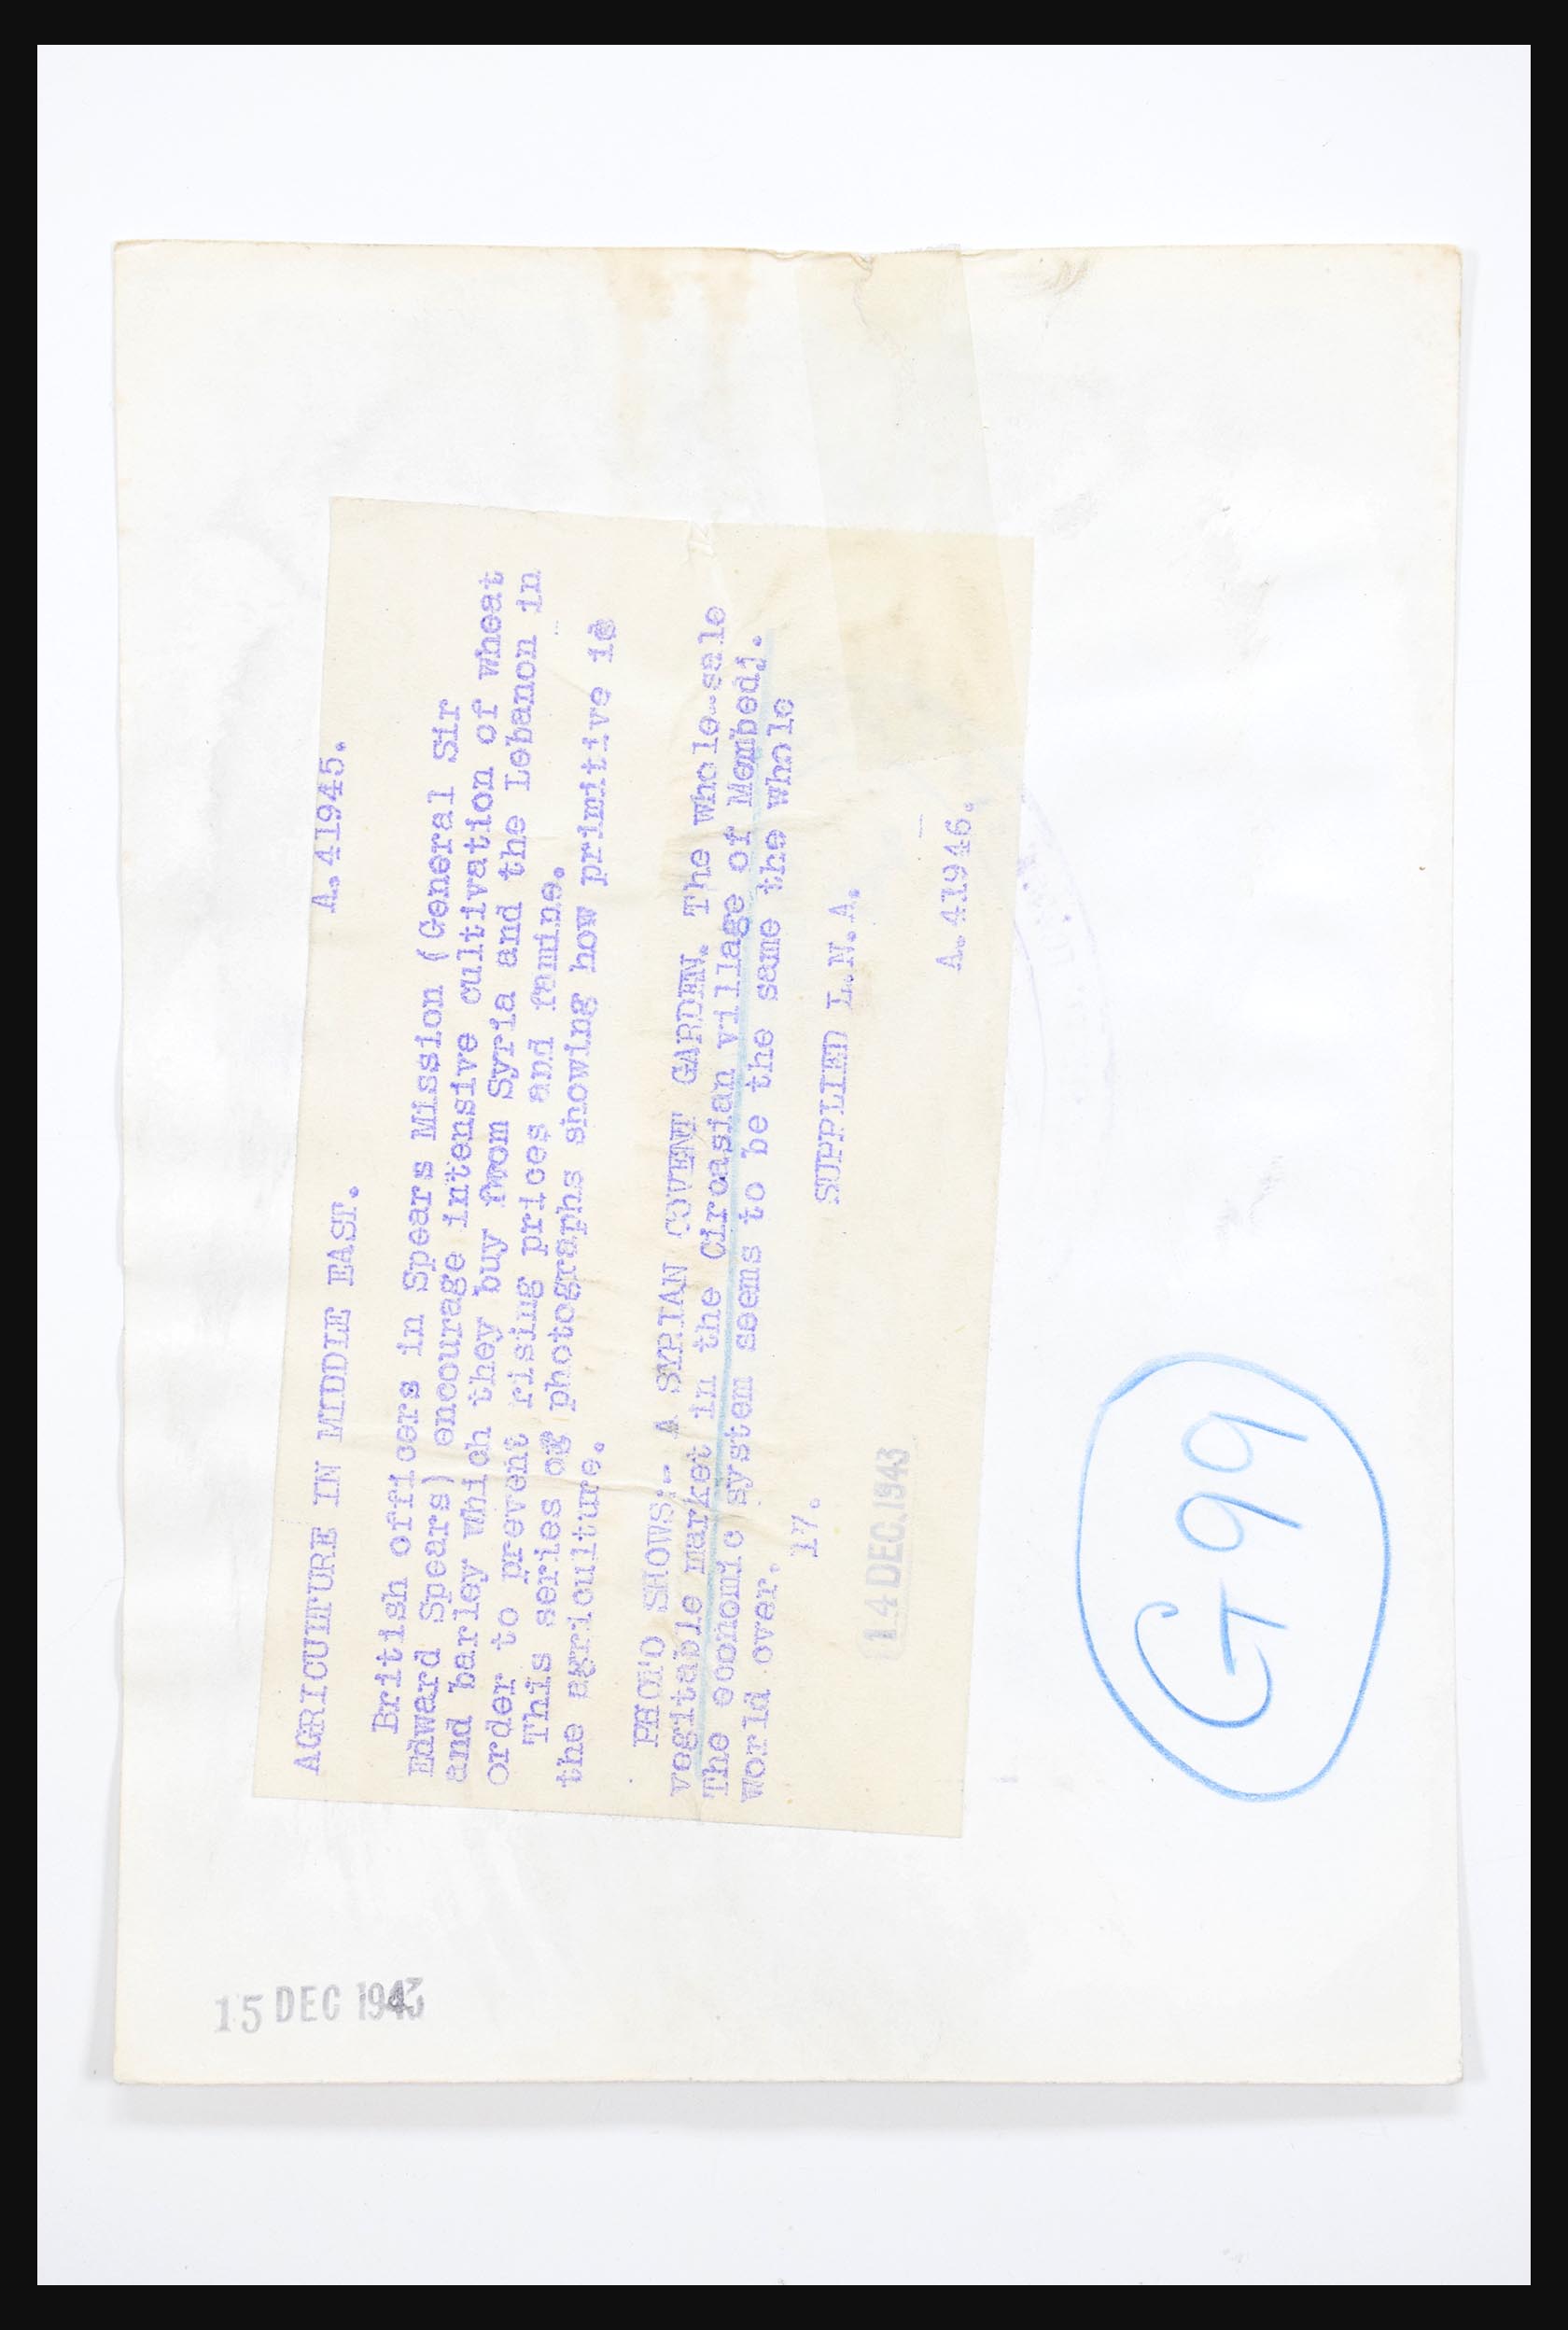 AGRICULTURE IN MIDDLE EAST. A.41945.
British officers in Spears Mission (General Sir
Edward Spears) encourage intensive cultivation of wheat
and barley which they buy from Syria and the Lebanon in
order to prevent rising prices and famine.
This series of photographs showing how primitive is
the agriculture.
PHOTO SHOWS:- A SYRIAN COVENT GARDEN. The whole-sale
vegitable market in the Circasian village of Membedj.
The economic system seems to be the same the whole
world over.
17.
SUPPLIED L.N.A.
14 DEC. 1943
A.41946.
G99
15 DEC 1943